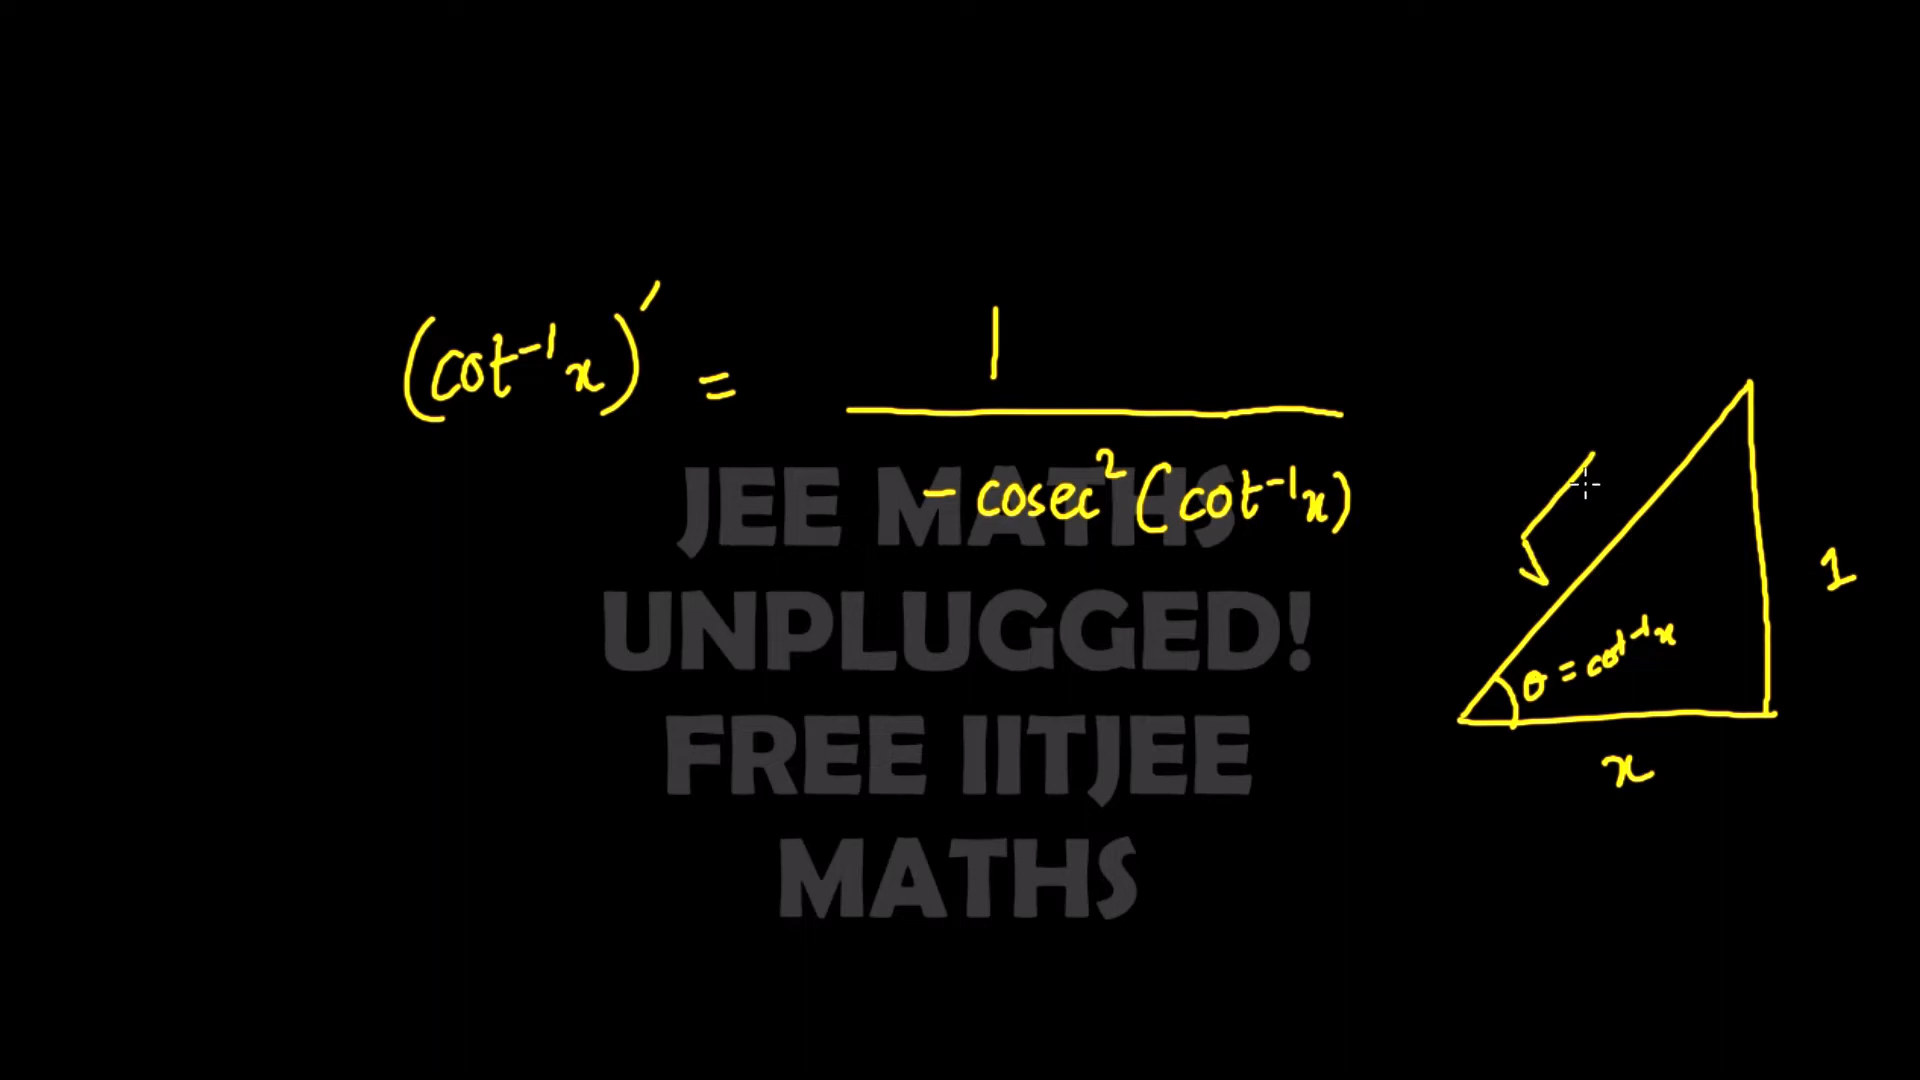 (cot⁻¹x)′ = 1 / -cosec²(cot⁻¹x)
√
1
θ = cot⁻¹x
x
JEE MATHS
UNPLUGGED!
FREE IITJEE
MATHS